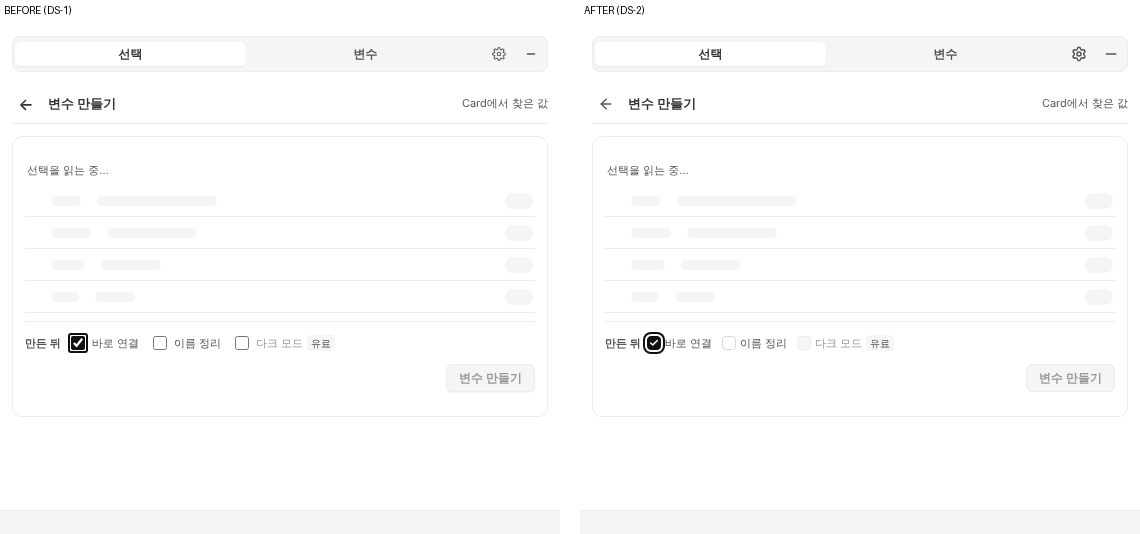 BEFORE (DS-1)
선택 변수
변수 만들기 Card에서 찾은 값
선택을 읽는 중...
만든 뒤 바로 연결 이름 정리 다크 모드 유료
변수 만들기
AFTER (DS-2)
선택 변수
변수 만들기 Card에서 찾은 값
선택을 읽는 중...
만든 뒤 바로 연결 이름 정리 다크 모드 유료
변수 만들기